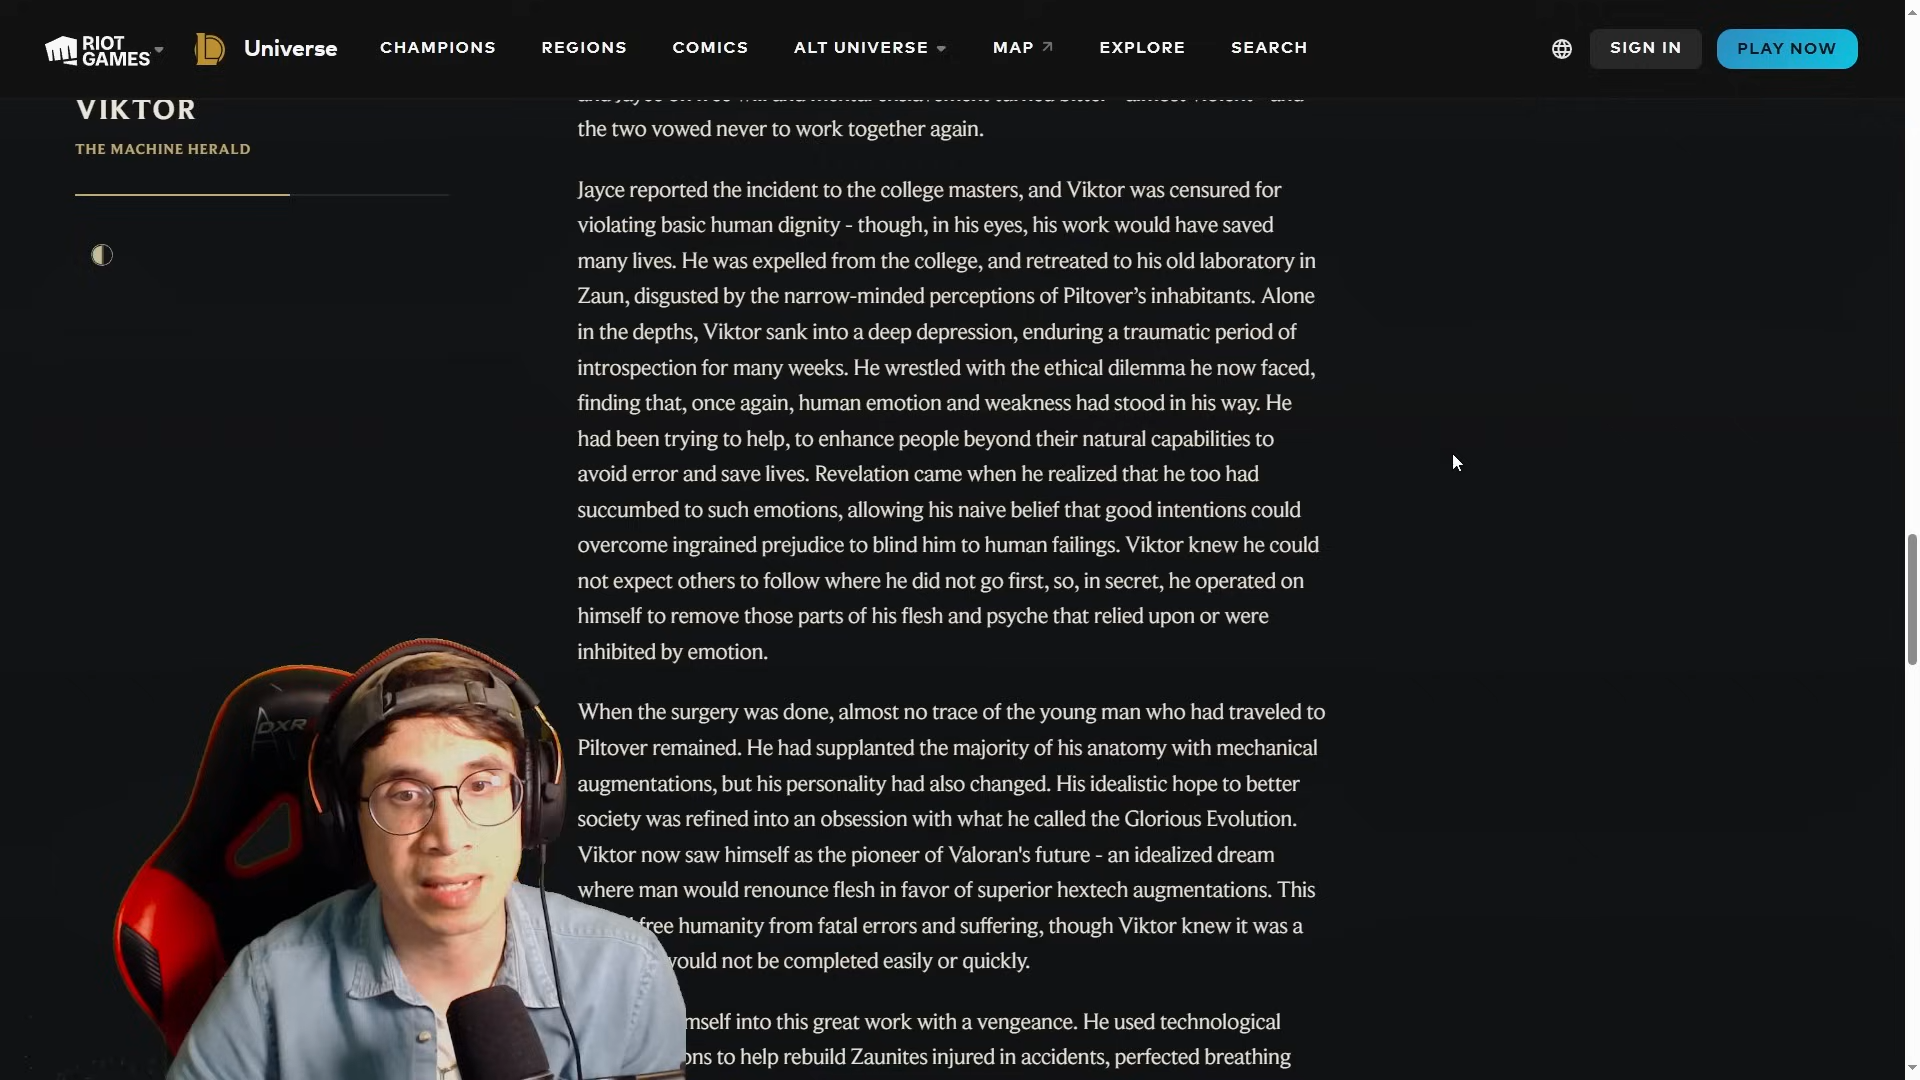 RIOT
GAMES
Universe
CHAMPIONS
REGIONS
COMICS
ALT UNIVERSE
MAP
EXPLORE
SEARCH
SIGN IN
PLAY NOW
VIKTOR
THE MACHINE HERALD
the two vowed never to work together again.
Jayce reported the incident to the college masters, and Viktor was censured for
violating basic human dignity - though, in his eyes, his work would have saved
many lives. He was expelled from the college, and retreated to his old laboratory in
Zaun, disgusted by the narrow-minded perceptions of Piltover’s inhabitants. Alone
in the depths, Viktor sank into a deep depression, enduring a traumatic period of
introspection for many weeks. He wrestled with the ethical dilemma he now faced,
finding that, once again, human emotion and weakness had stood in his way. He
had been trying to help, to enhance people beyond their natural capabilities to
avoid error and save lives. Revelation came when he realized that he too had
succumbed to such emotions, allowing his naive belief that good intentions could
overcome ingrained prejudice to blind him to human failings. Viktor knew he could
not expect others to follow where he did not go first, so, in secret, he operated on
himself to remove those parts of his flesh and psyche that relied upon or were
inhibited by emotion.
When the surgery was done, almost no trace of the young man who had traveled to
Piltover remained. He had supplanted the majority of his anatomy with mechanical
augmentations, but his personality had also changed. His idealistic hope to better
society was refined into an obsession with what he called the Glorious Evolution.
Viktor now saw himself as the pioneer of Valoran's future - an idealized dream
where man would renounce flesh in favor of superior hextech augmentations. This
free humanity from fatal errors and suffering, though Viktor knew it was a
would not be completed easily or quickly.
mself into this great work with a vengeance. He used technological
ons to help rebuild Zaunites injured in accidents, perfected breathing
DXR